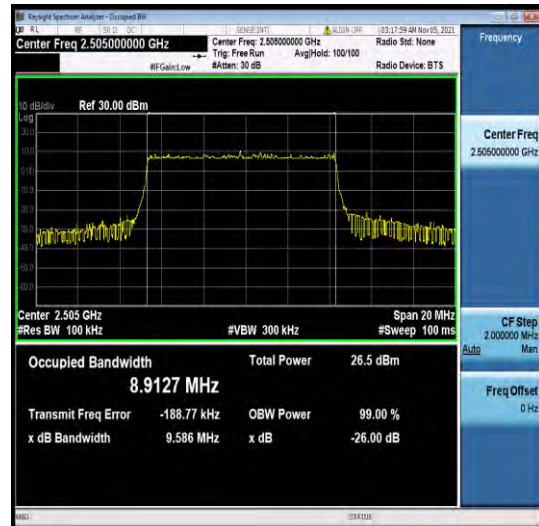 Keysight Spectrum Analyzer - Occupied BW
RL RF 50 Ω DC SENSE:INT ALIGN OFF 03:17:59 AM Nov 05, 2021
Center Freq 2.505000000 GHz
Center Freq: 2.505000000 GHz
Radio Std: None
Trig: Free Run Avg|Hold: 100/100
#IFGain:Low
#Atten: 30 dB
Radio Device: BTS
Frequency
10 dB/div Ref 30.00 dBm
Log
Center Freq
2.505000000 GHz
Center 2.505 GHz Span 20 MHz
#Res BW 100 kHz #VBW 300 kHz #Sweep 100 ms
CF Step
2.000000 MHz
Auto Man
Occupied Bandwidth Total Power 26.5 dBm
8.9127 MHz
Transmit Freq Error -188.77 kHz OBW Power 99.00 %
x dB Bandwidth 9.586 MHz x dB -26.00 dB
Freq Offset
0 Hz
MSG STATUS